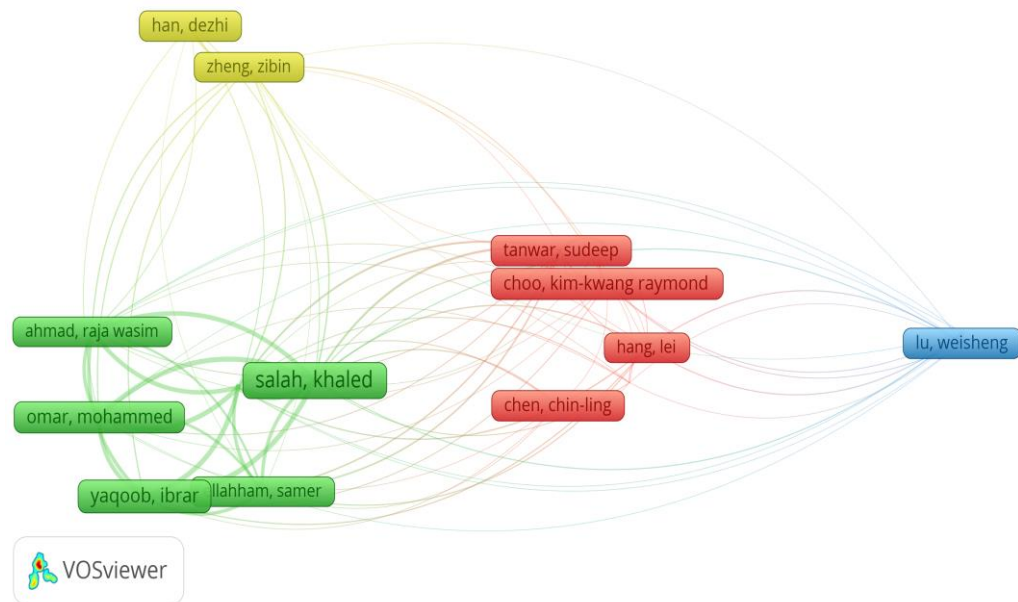 han, dezhi
zheng, zibin
tanwar, sudeep
choo, kim-kwang raymond
ahmad, raja wasim
hang, lei
lu, weisheng
salah, khaled
chen, chin-ling
omar, mohammed
yaqoob, ibrar
samer
VOSviewer